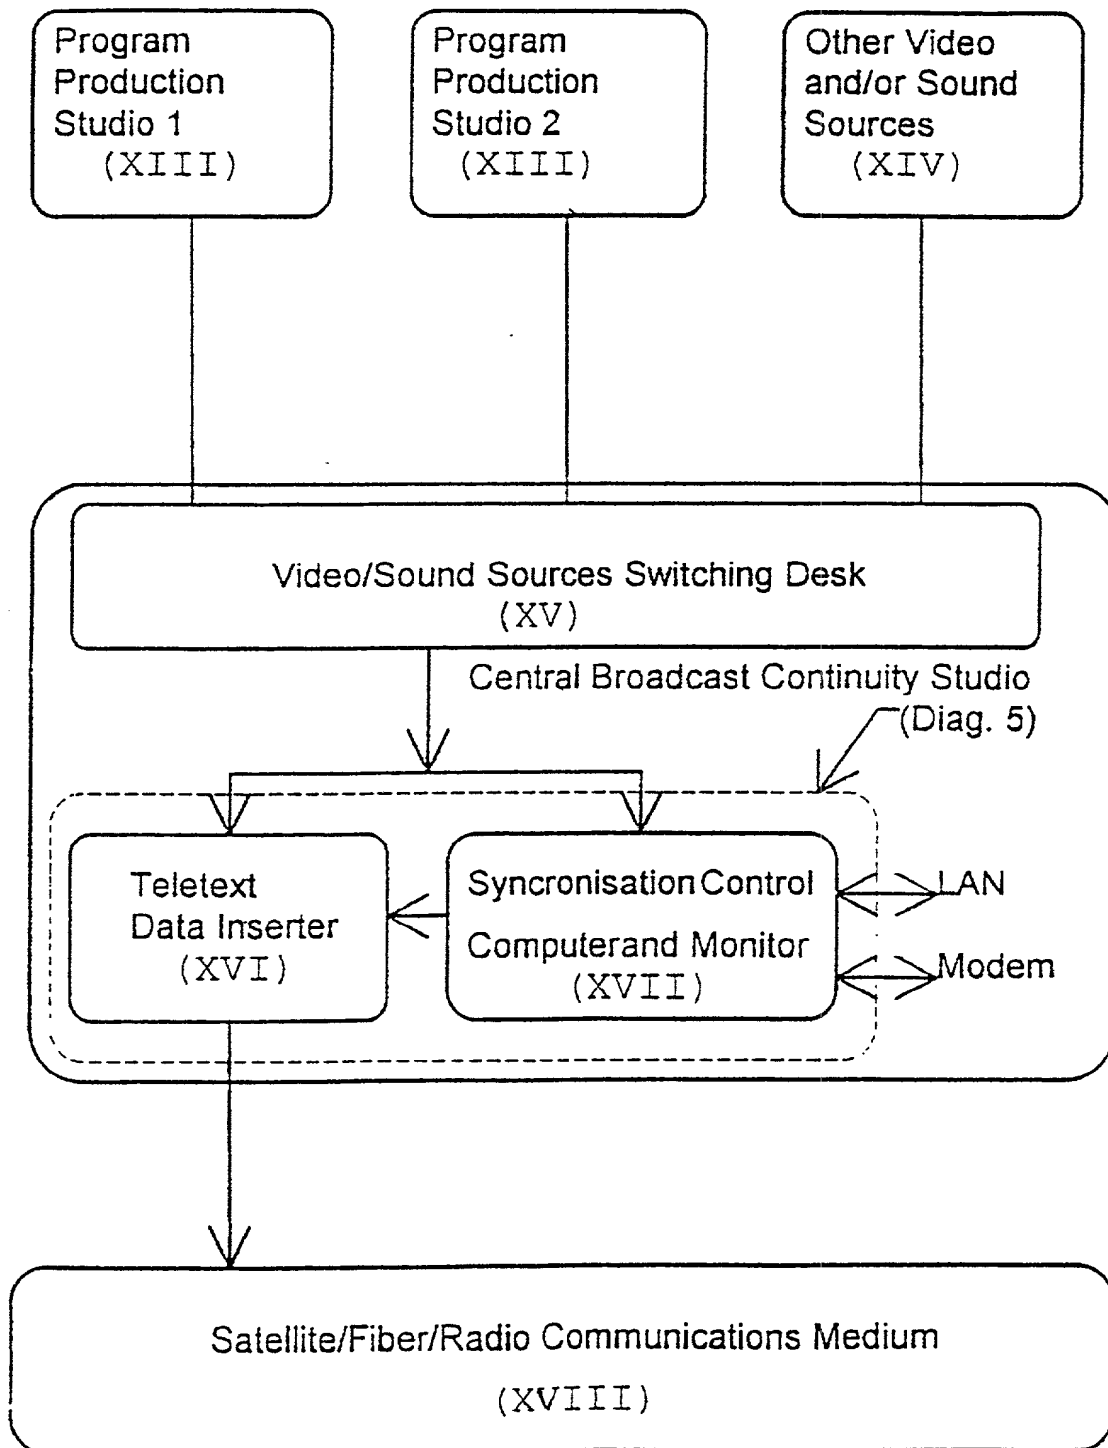 Program
Production
Studio 1
(XIII)
Program
Production
Studio 2
(XIII)
Other Video
and/or Sound
Sources
(XIV)
Video/Sound Sources Switching Desk
(XV)
Central Broadcast Continuity Studio
(Diag. 5)
Teletext
Data Inserter
(XVI)
Syncronisation Control
Computerand Monitor
(XVII)
LAN
Modem
Satellite/Fiber/Radio Communications Medium
(XVIII)